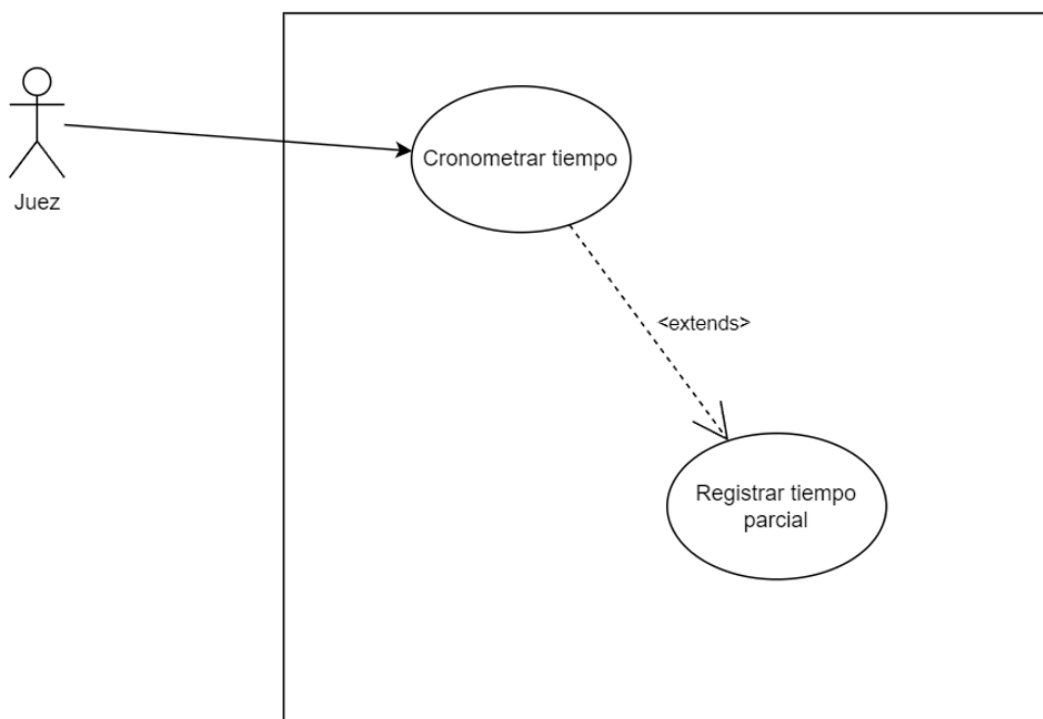 Cronometrar tiempo
Juez
<extends>
Registrar tiempo
parcial